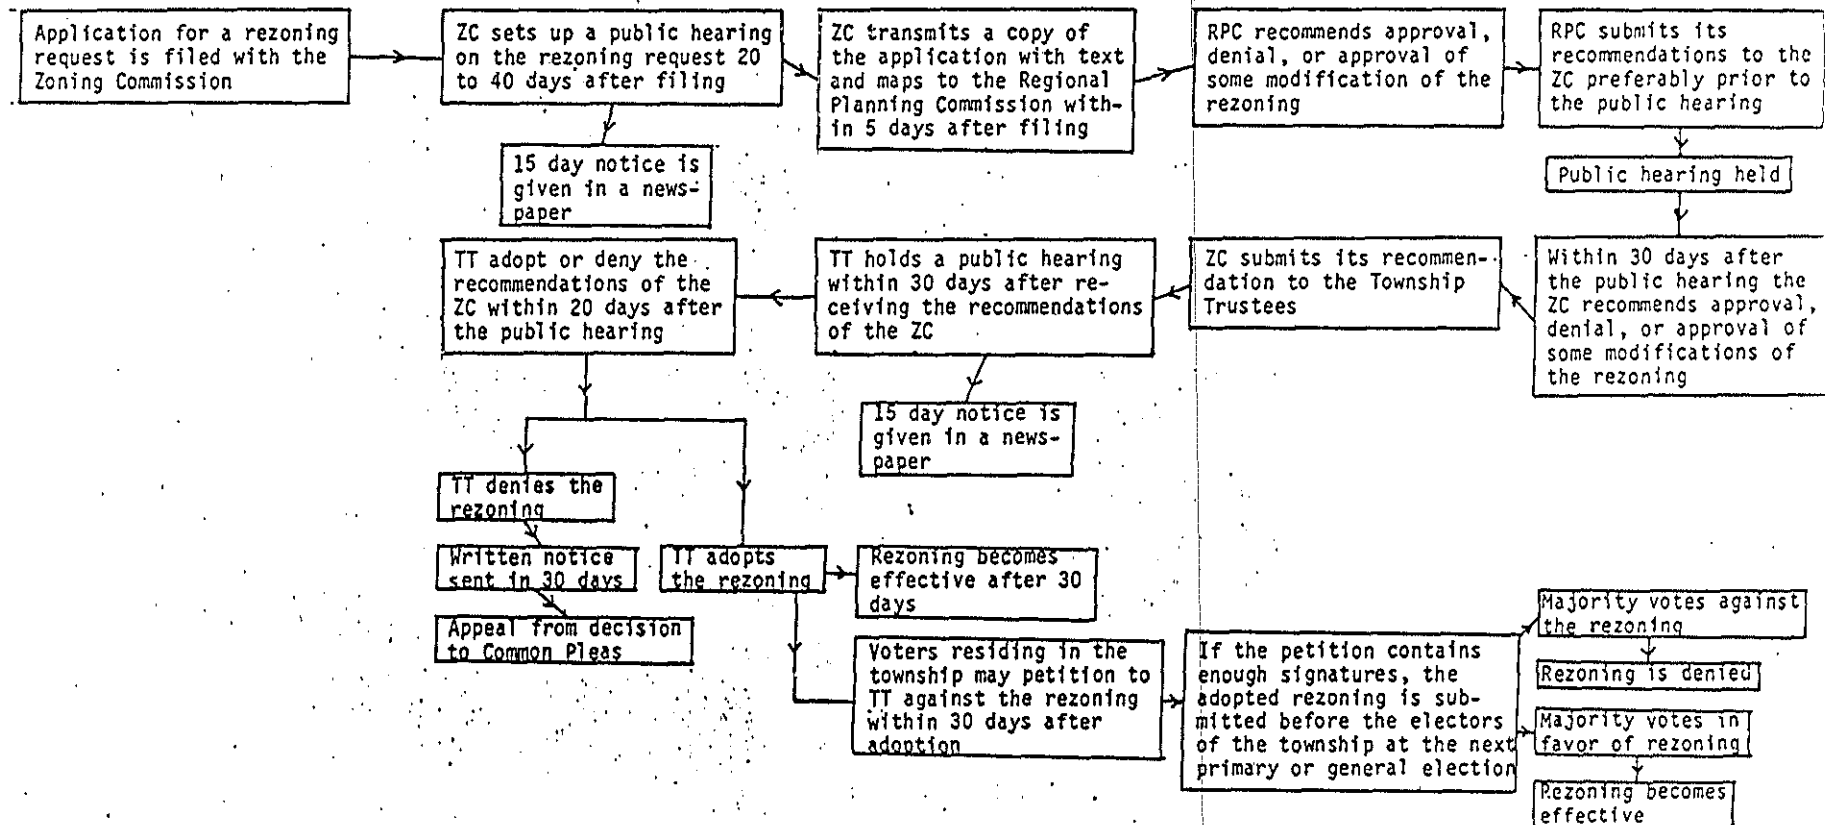 Application for a rezoning
request is filed with the
Zoning Commission
ZC sets up a public hearing
on the rezoning request 20
to 40 days after filing
15 day notice is
given in a news-
paper
ZC transmits a copy of
the application with text
and maps to the Regional
Planning Commission with-
in 5 days after filing
RPC recommends approval,
denial, or approval of
some modification of the
rezoning
RPC submits its
recommendations to the
ZC preferably prior to
the public hearing
Public hearing held
Within 30 days after
the public hearing the
ZC recommends approval,
denial, or approval of
some modifications of
the rezoning
ZC submits its recommen-
dation to the Township
Trustees
TT holds a public hearing
within 30 days after re-
ceiving the recommendations
of the ZC
15 day notice is
given in a news-
paper
TT adopt or deny the
recommendations of the
ZC within 20 days after
the public hearing
TT denies the
rezoning
Written notice
sent in 30 days
Appeal from decision
to Common Pleas
TT adopts
the rezoning
Rezoning becomes
effective after 30
days
Voters residing in the
township may petition to
TT against the rezoning
within 30 days after
adoption
If the petition contains
enough signatures, the
adopted rezoning is sub-
mitted before the electors
of the township at the next
primary or general election
Majority votes against
the rezoning
Rezoning is denied
Majority votes in
favor of rezoning
Rezoning becomes
effective